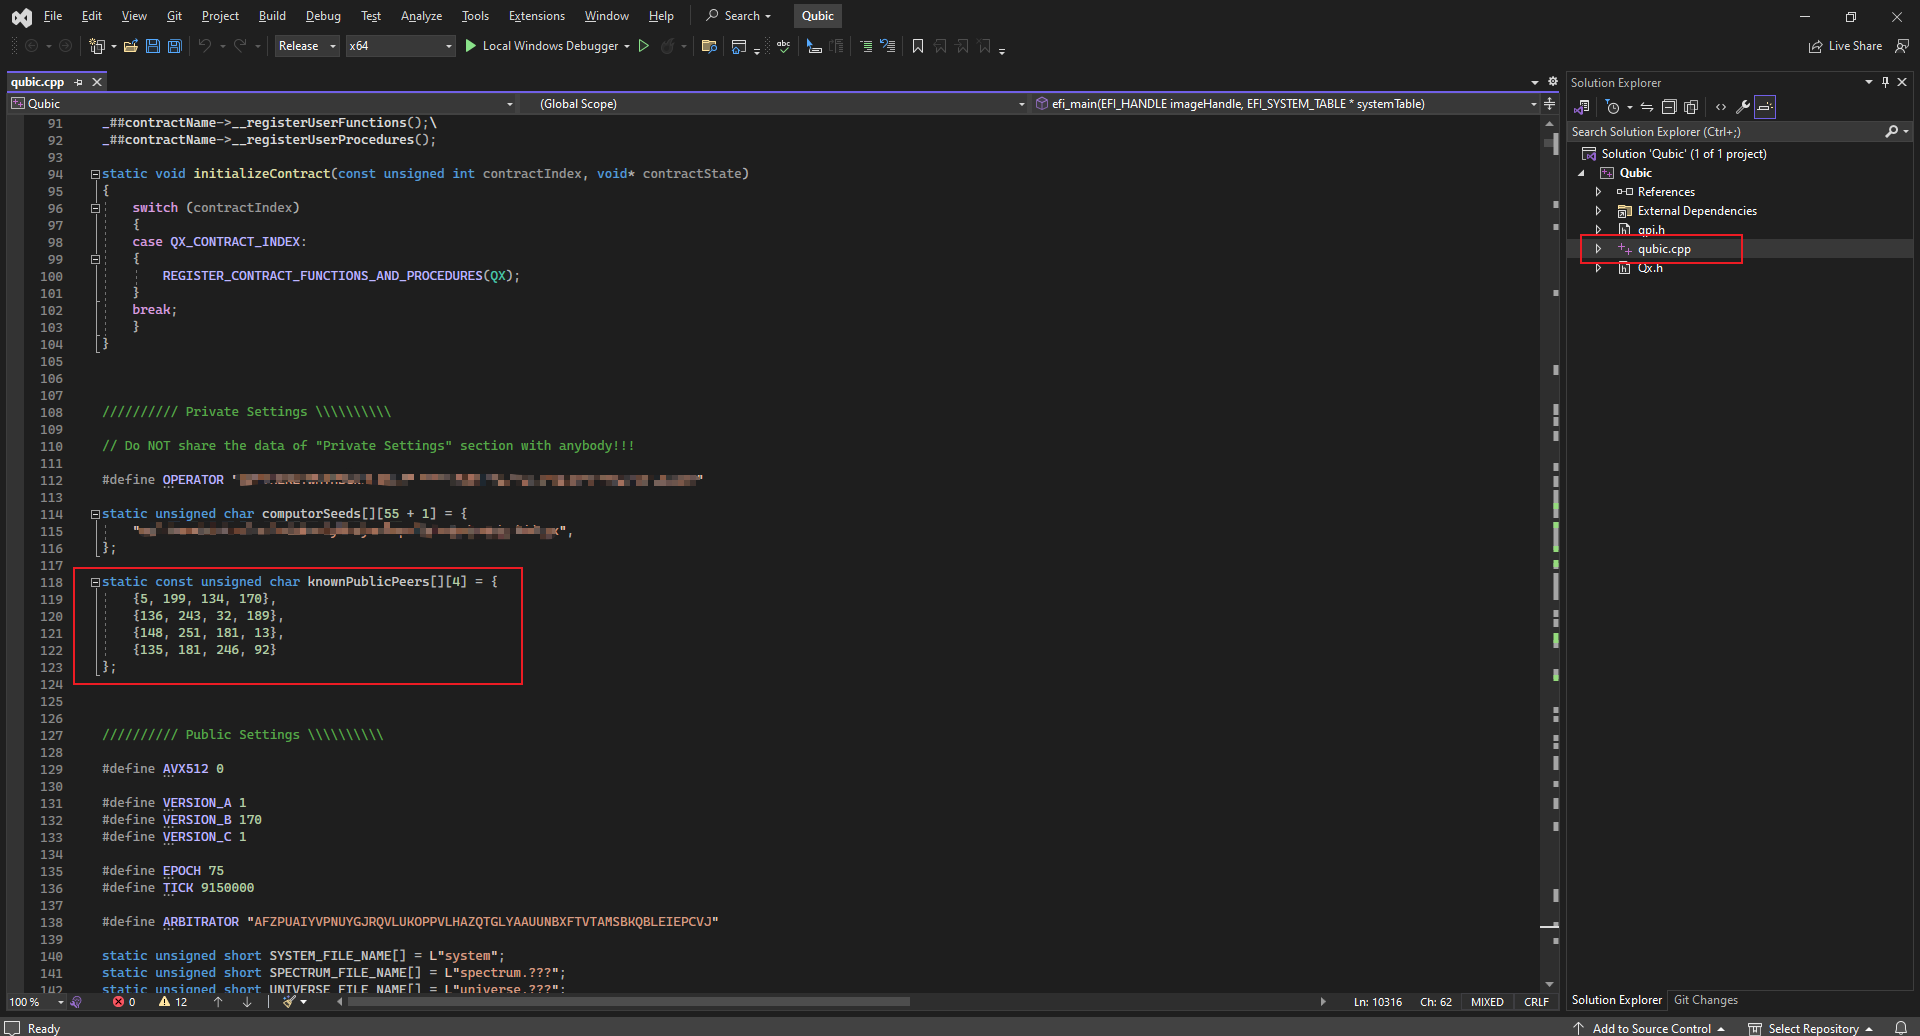 File Edit View Git Project Build Debug Test Analyze Tools Extensions Window Help Search Qubic
Release x64 Local Windows Debugger Live Share
qubic.cpp
Qubic (Global Scope) efi_main(EFI_HANDLE imageHandle, EFI_SYSTEM_TABLE * systemTable)
91 _##contractName->__registerUserFunctions();\
92 _##contractName->__registerUserProcedures();
93
94 static void initializeContract(const unsigned int contractIndex, void* contractState)
95 {
96 switch (contractIndex)
97 {
98 case QX_CONTRACT_INDEX:
99 {
100 REGISTER_CONTRACT_FUNCTIONS_AND_PROCEDURES(QX);
101 }
102 break;
103 }
104 }
105
106
107
108 ////////// Private Settings \\\\\\\\\\
109
110 // Do NOT share the data of "Private Settings" section with anybody!!!
111
112 #define OPERATOR "
"
113
114 static unsigned char computorSeeds[][55 + 1] = {
115 "
",
116 };
117
118 static const unsigned char knownPublicPeers[][4] = {
119 {5, 199, 134, 170},
120 {136, 243, 32, 189},
121 {148, 251, 181, 13},
122 {135, 181, 246, 92}
123 };
124
125
126
127 ////////// Public Settings \\\\\\\\\\
128
129 #define AVX512 0
130
131 #define VERSION_A 1
132 #define VERSION_B 170
133 #define VERSION_C 1
134
135 #define EPOCH 75
136 #define TICK 9150000
137
138 #define ARBITRATOR "AFZPUAIYVPNUYGJRQVLUKOPPVLHAZQTGLYAAUUNBXFTVTAMSBKQBLEIEPCVJ"
139
140 static unsigned short SYSTEM_FILE_NAME[] = L"system";
141 static unsigned short SPECTRUM_FILE_NAME[] = L"spectrum.???";
142 static unsigned short UNIVERSE_FILE_NAME[] = L"universe.???";
100 % 0 12 Ln: 10316 Ch: 62 MIXED CRLF
Solution Explorer
Search Solution Explorer (Ctrl+;)
Solution 'Qubic' (1 of 1 project)
Qubic
References
External Dependencies
qpi.h
qubic.cpp
Qx.h
Solution Explorer Git Changes
Ready Add to Source Control Select Repository